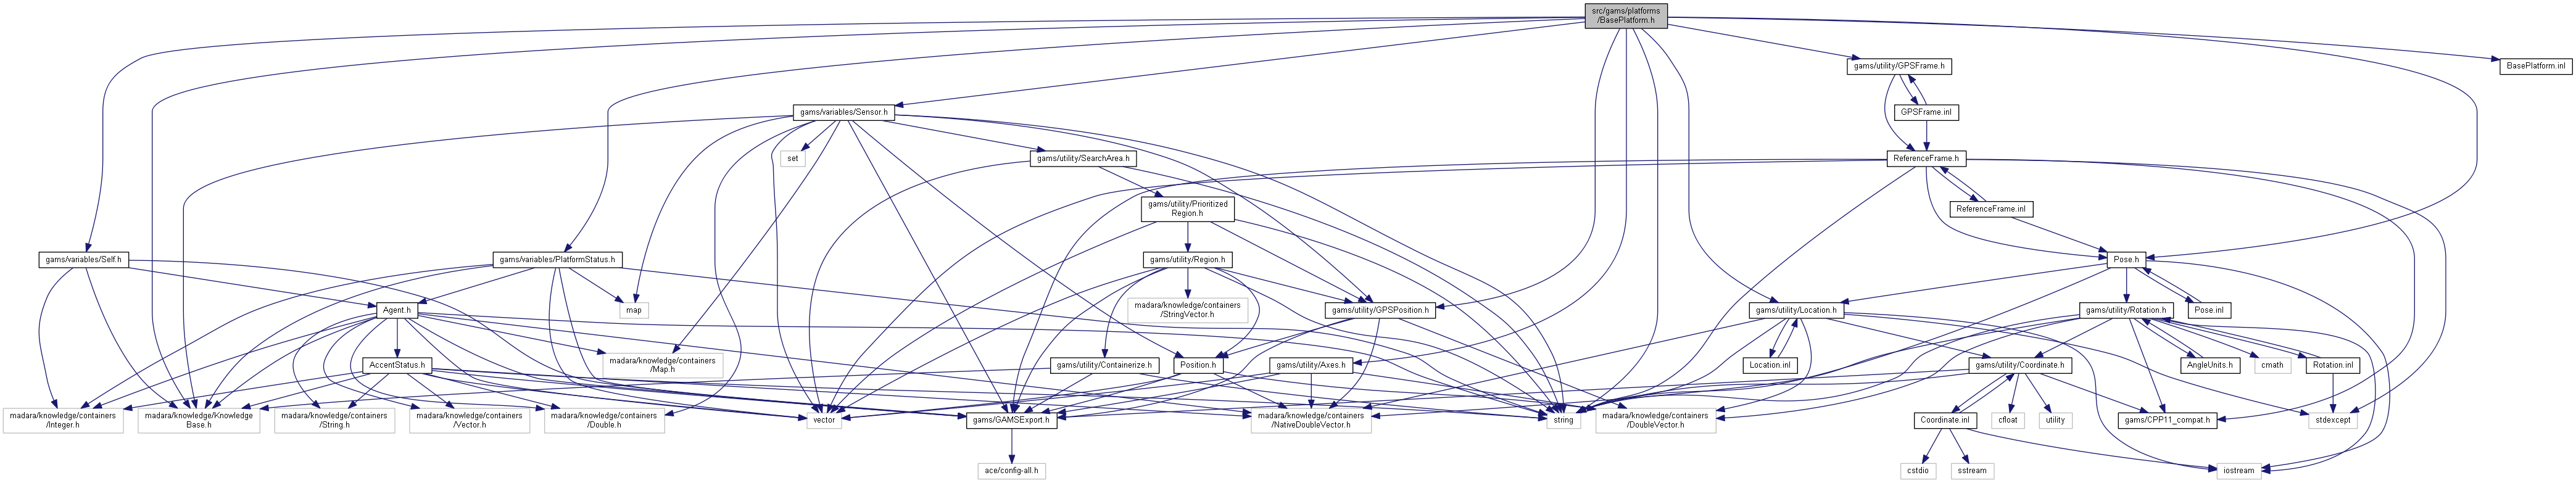 src/gams/platforms
/BasePlatform.h
gams/utility/GPSFrame.h
BasePlatform.inl
gams/variables/Sensor.h
GPSFrame.inl
set
gams/utility/SearchArea.h
ReferenceFrame.h
gams/utility/Prioritized
Region.h
ReferenceFrame.inl
gams/variables/Self.h
gams/variables/PlatformStatus.h
gams/utility/Region.h
Pose.h
Agent.h
map
madara/knowledge/containers
/StringVector.h
gams/utility/GPSPosition.h
gams/utility/Location.h
gams/utility/Rotation.h
Pose.inl
AccentStatus.h
madara/knowledge/containers
/Map.h
gams/utility/Containerize.h
Position.h
gams/utility/Axes.h
Location.inl
gams/utility/Coordinate.h
AngleUnits.h
cmath
Rotation.inl
madara/knowledge/containers
/Integer.h
madara/knowledge/Knowledge
Base.h
madara/knowledge/containers
/String.h
madara/knowledge/containers
/Vector.h
madara/knowledge/containers
/Double.h
vector
gams/GAMSExport.h
madara/knowledge/containers
/NativeDoubleVector.h
string
madara/knowledge/containers
/DoubleVector.h
Coordinate.inl
cfloat
utility
gams/CPP11_compat.h
stdexcept
ace/config-all.h
cstdio
sstream
iostream